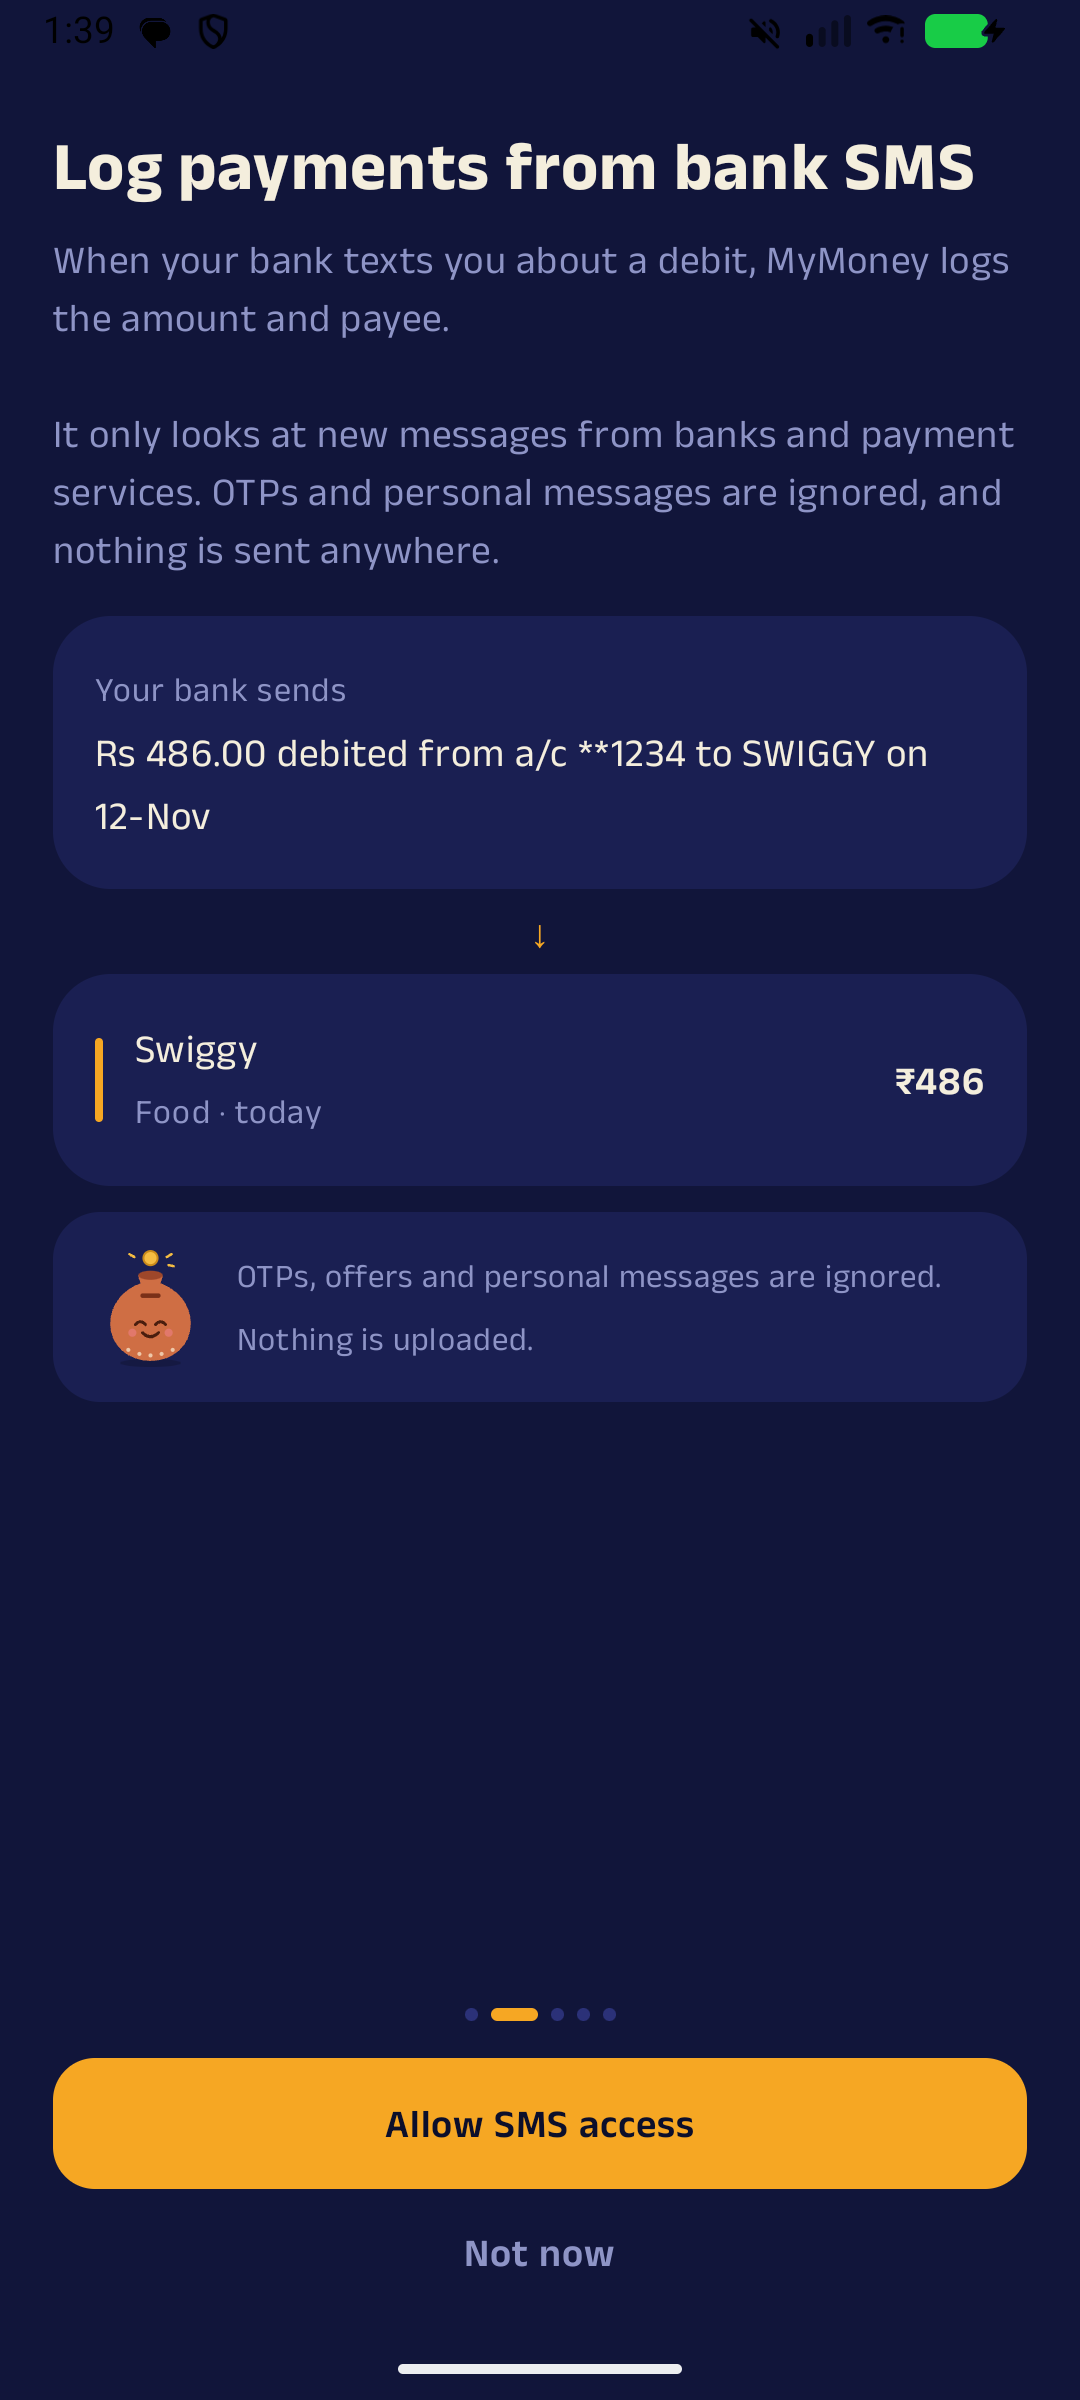 1:39
Log payments from bank SMS
When your bank texts you about a debit, MyMoney logs
the amount and payee.
It only looks at new messages from banks and payment
services. OTPs and personal messages are ignored, and
nothing is sent anywhere.
Your bank sends
Rs 486.00 debited from a/c **1234 to SWIGGY on
12-Nov
↓
Swiggy
Food · today
₹486
OTPs, offers and personal messages are ignored.
Nothing is uploaded.
Allow SMS access
Not now